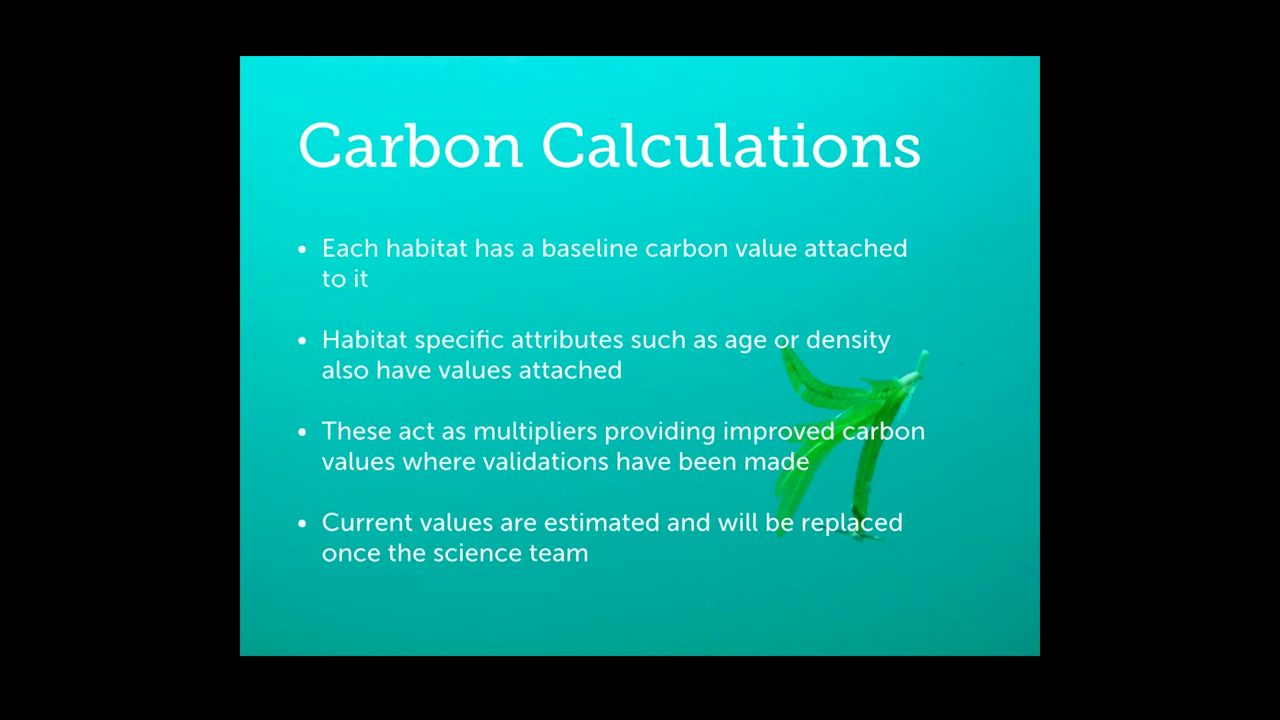 Carbon Calculations
• Each habitat has a baseline carbon value attached
to it
• Habitat specific attributes such as age or density
also have values attached
• These act as multipliers providing improved carbon
values where validations have been made
• Current values are estimated and will be replaced
once the science team